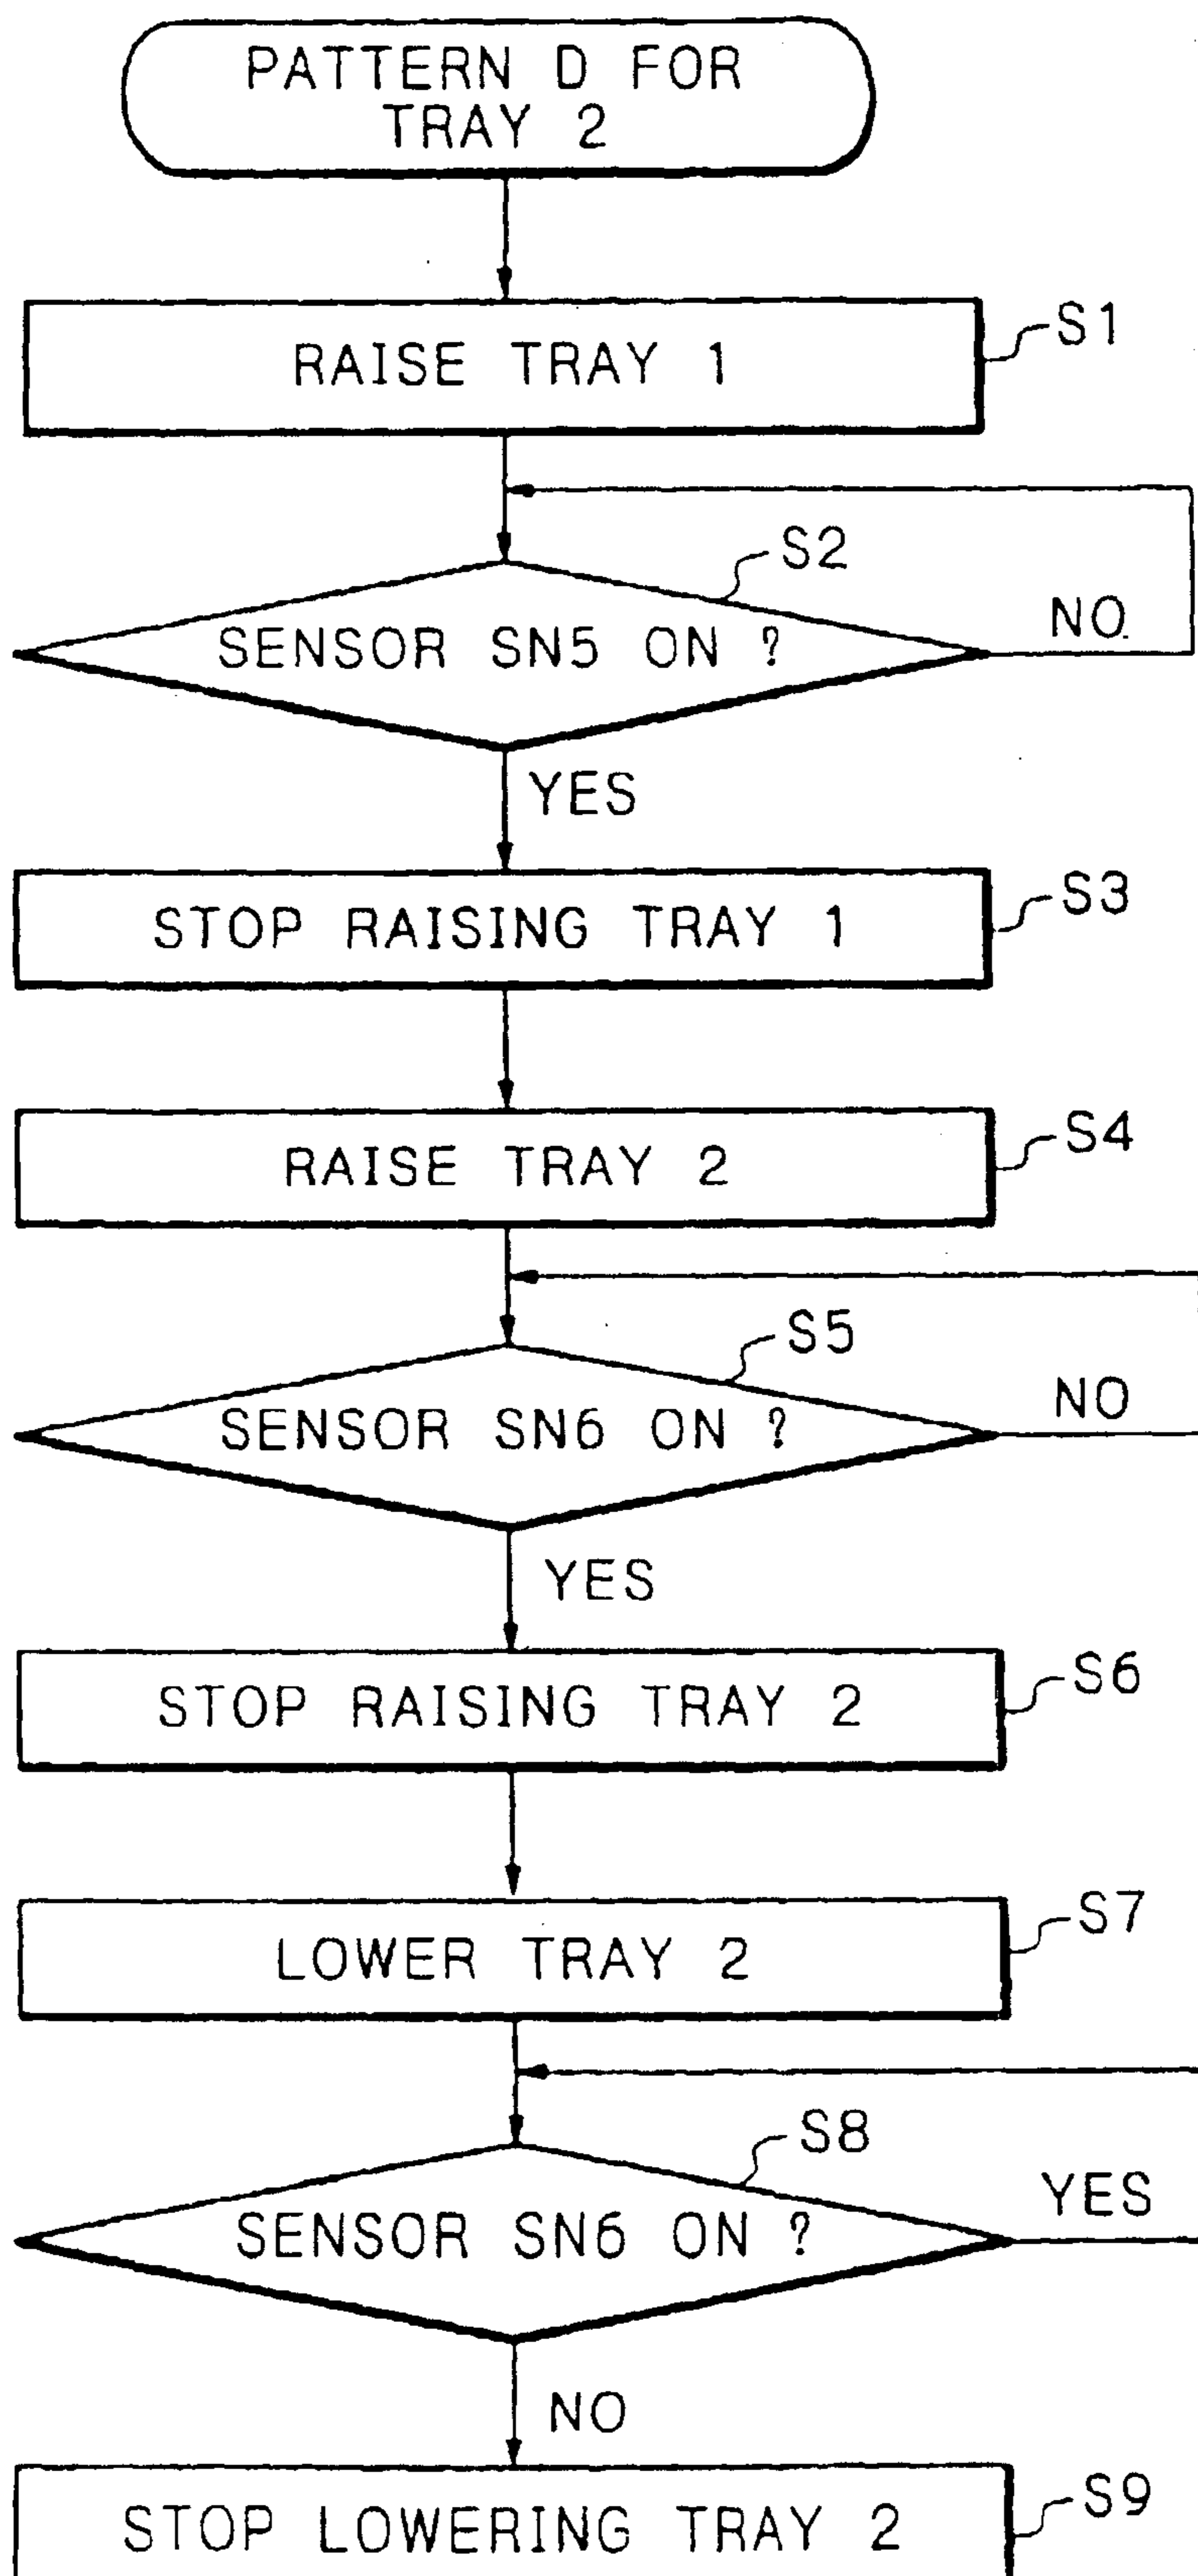 PATTERN D FOR
TRAY 2
RAISE TRAY 1
S1
S2
SENSOR SN5 ON ?
NO
YES
S3
STOP RAISING TRAY 1
S4
RAISE TRAY 2
S5
SENSOR SN6 ON ?
NO
YES
S6
STOP RAISING TRAY 2
S7
LOWER TRAY 2
S8
SENSOR SN6 ON ?
YES
NO
S9
STOP LOWERING TRAY 2